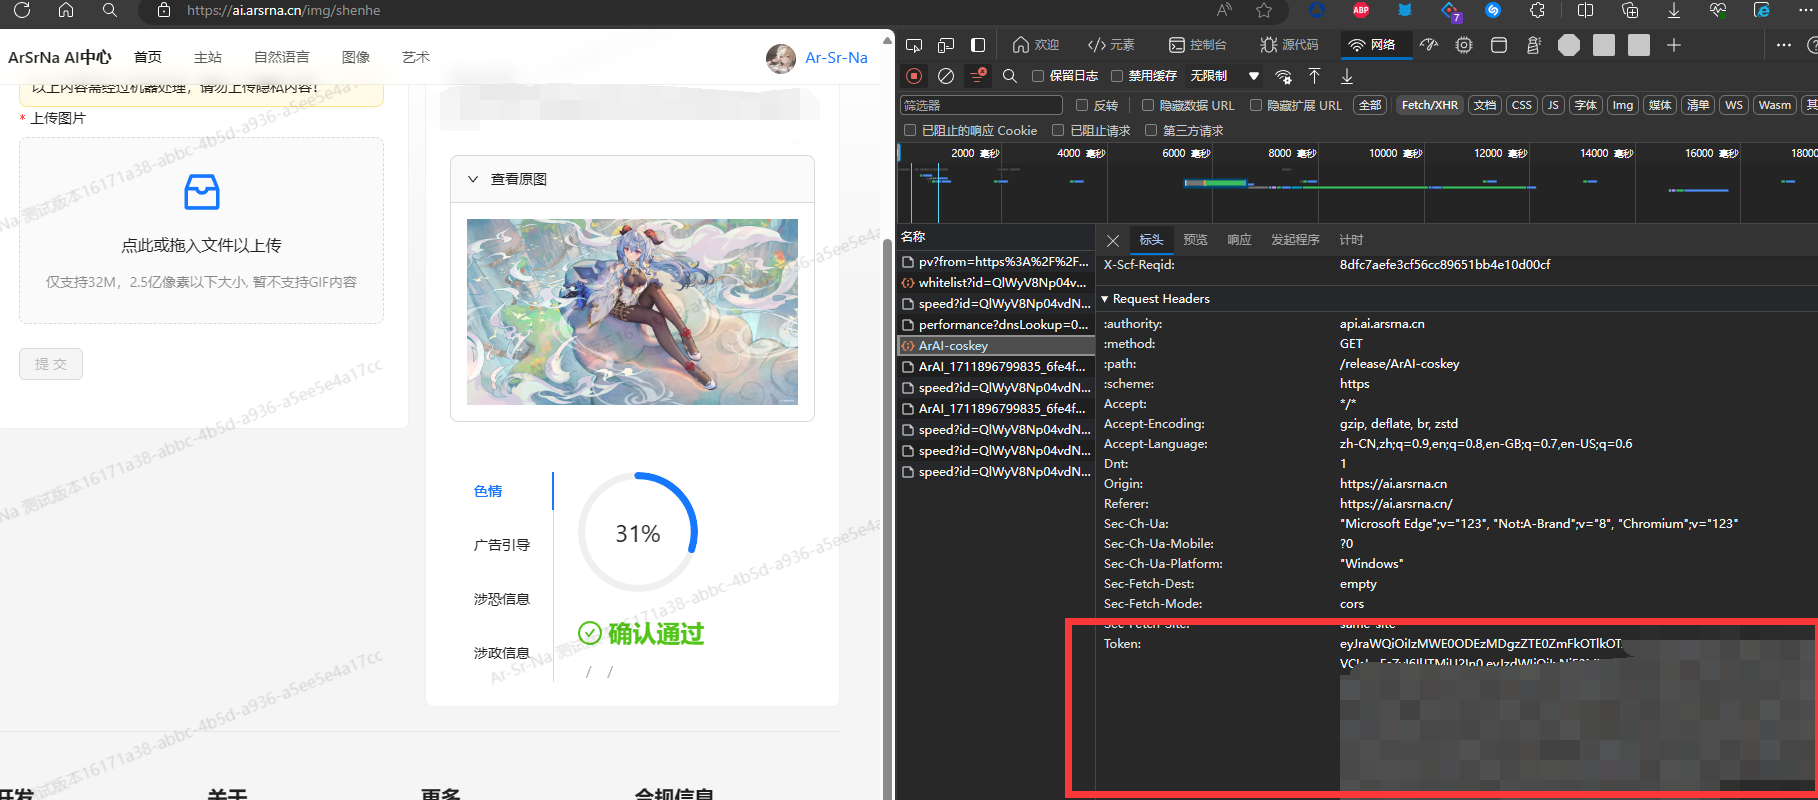 https://ai.arsrna.cn/img/shenhe
ABP
7
ArSrNa AI中心
首页
主站
自然语言
图像
艺术
Ar-Sr-Na
以上内容需经过机器处理，请勿上传隐私内容！
* 上传图片
点此或拖入文件以上传
仅支持32M，2.5亿像素以下大小, 暂不支持GIF内容
提 交
查看原图
色情
广告引导
涉恐信息
涉政信息
31%
确认通过
/ /
Ar-Sr-Na 测试版本16171a38-abbc-4b5d-a936-a5ee5e4a17cc
开发
关于
更多
合规信息
欢迎
元素
控制台
源代码
网络
保留日志
禁用缓存
无限制
筛选器
反转
隐藏数据 URL
隐藏扩展 URL
全部
Fetch/XHR
文档
CSS
JS
字体
Img
媒体
清单
WS
Wasm
其
已阻止的响应 Cookie
已阻止请求
第三方请求
2000 毫秒
4000 毫秒
6000 毫秒
8000 毫秒
10000 毫秒
12000 毫秒
14000 毫秒
16000 毫秒
18000
名称
pv?from=https%3A%2F%2F...
whitelist?id=QlWyV8Np04v...
speed?id=QlWyV8Np04vdN...
performance?dnsLookup=0...
ArAI-coskey
ArAI_1711896799835_6fe4f...
speed?id=QlWyV8Np04vdN...
ArAI_1711896799835_6fe4f...
speed?id=QlWyV8Np04vdN...
speed?id=QlWyV8Np04vdN...
speed?id=QlWyV8Np04vdN...
标头
预览
响应
发起程序
计时
X-Scf-Reqid: 8dfc7aefe3cf56cc89651bb4e10d00cf
Request Headers
:authority: api.ai.arsrna.cn
:method: GET
:path: /release/ArAI-coskey
:scheme: https
Accept: */*
Accept-Encoding: gzip, deflate, br, zstd
Accept-Language: zh-CN,zh;q=0.9,en;q=0.8,en-GB;q=0.7,en-US;q=0.6
Dnt: 1
Origin: https://ai.arsrna.cn
Referer: https://ai.arsrna.cn/
Sec-Ch-Ua: "Microsoft Edge";v="123", "Not:A-Brand";v="8", "Chromium";v="123"
Sec-Ch-Ua-Mobile: ?0
Sec-Ch-Ua-Platform: "Windows"
Sec-Fetch-Dest: empty
Sec-Fetch-Mode: cors
Sec-Fetch-Site: same-site
Token: